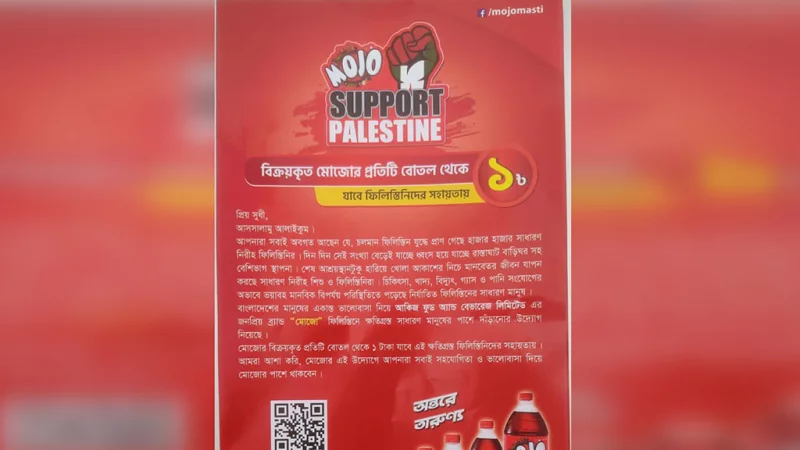 f/mojomasti
MOJO
SUPPORT
PALESTINE
বিক্রয়কৃত মোজোর প্রতিটি বোতল থেকে ১৳
যাবে ফিলিস্তিনিদের সহায়তায়
প্রিয় সুধী,
আসসালামু আলাইকুম।
আপনারা সবাই অবগত আছেন যে, চলমান ফিলিস্তিন যুদ্ধে প্রাণ গেছে হাজার হাজার সাধারণ
নিরীহ ফিলিস্তিনির। দিন দিন সেই সংখ্যা বেড়েই যাচ্ছে ধ্বংস হয়ে যাচ্ছে রাস্তাঘাট বাড়িঘর সহ
বেশিভাগ স্থাপনা। শেষ আশ্রয়স্থানটুকু হারিয়ে খোলা আকাশের নিচে মানবেতর জীবন যাপন
করছে সাধারণ নিরীহ শিশু ও ফিলিস্তিনিরা। চিকিৎসা, খাদ্য, বিদ্যুৎ, গ্যাস ও পানি সংযোগের
অভাবে ভয়াবহ মানবিক বিপর্যয় পরিস্থিতিতে পড়েছে নির্যাতিত ফিলিস্তিনের সাধারণ মানুষ।
বাংলাদেশের মানুষের একান্ত ভালোবাসা নিয়ে আকিজ ফুড অ্যান্ড বেভারেজ লিমিটেড এর
জনপ্রিয় ব্র্যান্ড “মোজো” ফিলিস্তিনে ক্ষতিগ্রস্ত সাধারণ মানুষের পাশে দাঁড়ানোর উদ্যোগ
নিয়েছে।
মোজোর বিক্রয়কৃত প্রতিটি বোতল থেকে ১ টাকা যাবে এই ক্ষতিগ্রস্ত ফিলিস্তিনিদের সহায়তায়।
আমরা আশা করি, মোজোর এই উদ্যোগে আপনারা সবাই সহযোগিতা ও ভালোবাসা দিয়ে
মোজোর পাশে থাকবেন।
অন্তরে
তারুণ্য
MOJO